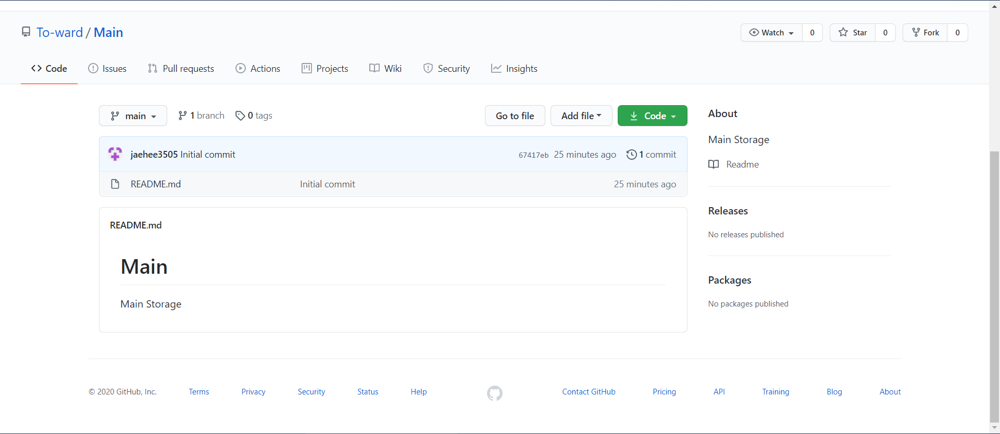 To-ward / Main
Watch 0 Star 0 Fork 0
Code Issues Pull requests Actions Projects Wiki Security Insights
main 1 branch 0 tags Go to file Add file Code
jaehee3505 Initial commit 67417eb 25 minutes ago 1 commit
README.md Initial commit 25 minutes ago
README.md
Main
Main Storage
About
Main Storage
Readme
Releases
No releases published
Packages
No packages published
© 2020 GitHub, Inc. Terms Privacy Security Status Help Contact GitHub Pricing API Training Blog About